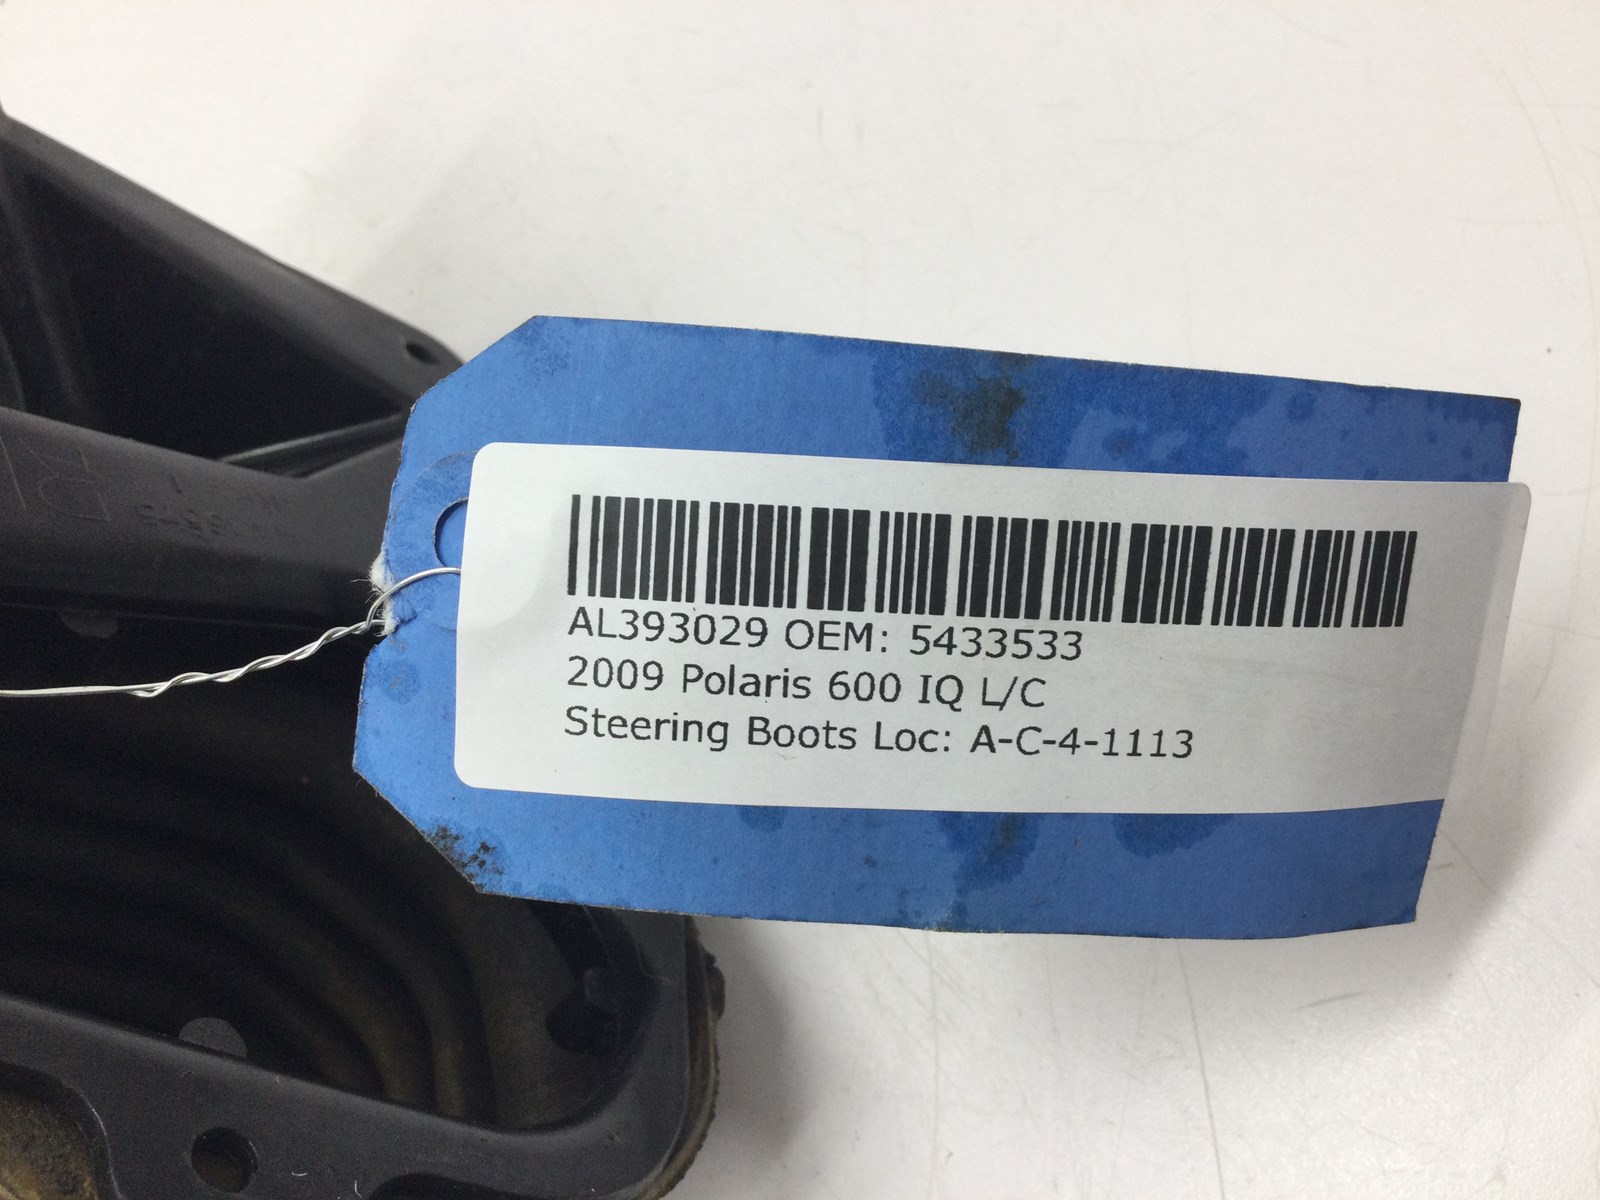 AL393029 OEM: 5433533
2009 Polaris 600 IQ L/C
Steering Boots Loc: A-C-4-1113